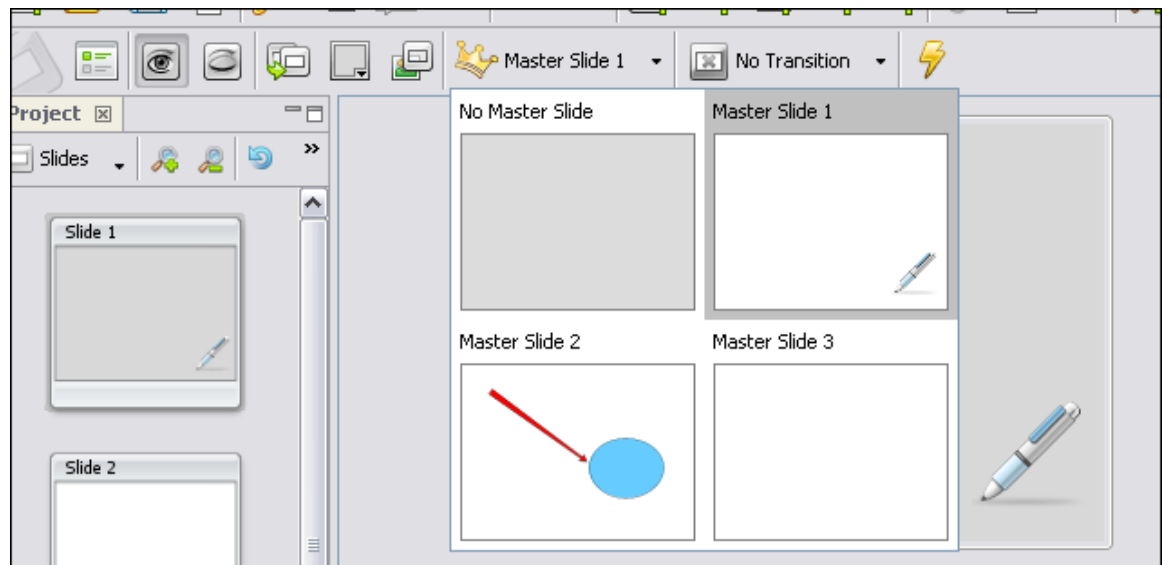 Master Slide 1
No Transition
Project
Slides
»
Slide 1
Slide 2
No Master Slide
Master Slide 1
Master Slide 2
Master Slide 3